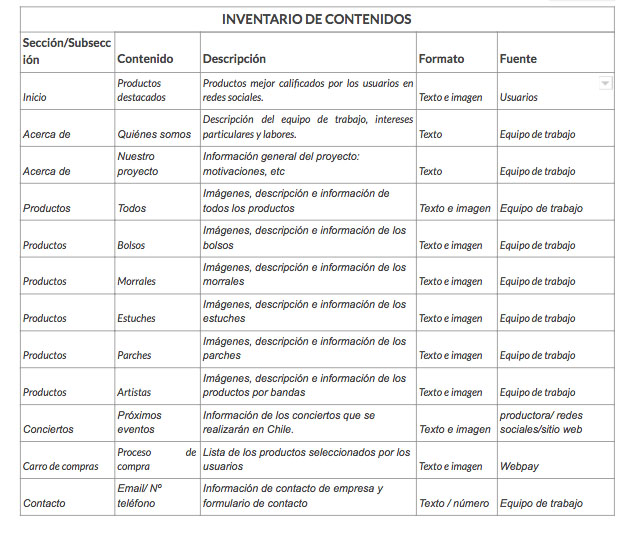 INVENTARIO DE CONTENIDOS
Sección/Subsecc
ión
Contenido
Descripción
Formato
Fuente
Inicio
Productos
destacados
Productos mejor calificados por los usuarios en
redes sociales.
Texto e imagen
Usuarios
Acerca de
Quiénes somos
Descripción del equipo de trabajo, intereses
particulares y labores.
Texto
Equipo de trabajo
Acerca de
Nuestro
proyecto
Información general del proyecto:
motivaciones, etc
Texto
Equipo de trabajo
Productos
Todos
Imágenes, descripción e información de
todos los productos
Texto e imagen
Equipo de trabajo
Productos
Bolsos
Imágenes, descripción e información de los
bolsos
Texto e imagen
Equipo de trabajo
Productos
Morrales
Imágenes, descripción e información de los
morrales
Texto e imagen
Equipo de trabajo
Productos
Estuches
Imágenes, descripción e información de los
estuches
Texto e imagen
Equipo de trabajo
Productos
Parches
Imágenes, descripción e información de los
parches
Texto e imagen
Equipo de trabajo
Productos
Artistas
Imágenes, descripción e información de los
productos por bandas
Texto e imagen
Equipo de trabajo
Conciertos
Próximos
eventos
Información de los conciertos que se
realizarán en Chile.
Texto e imagen
productora/ redes
sociales/sitio web
Carro de compras
Proceso de
compra
Lista de los productos seleccionados por los
usuarios
Texto e imagen
Webpay
Contacto
Email/ Nº
teléfono
Información de contacto de empresa y
formulario de contacto
Texto / número
Equipo de trabajo